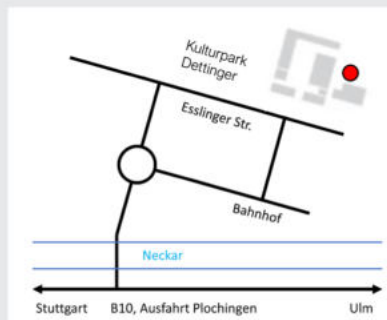 Kulturpark
Dettinger
Esslinger Str.
Bahnhof
Neckar
Stuttgart B10, Ausfahrt Plochingen Ulm